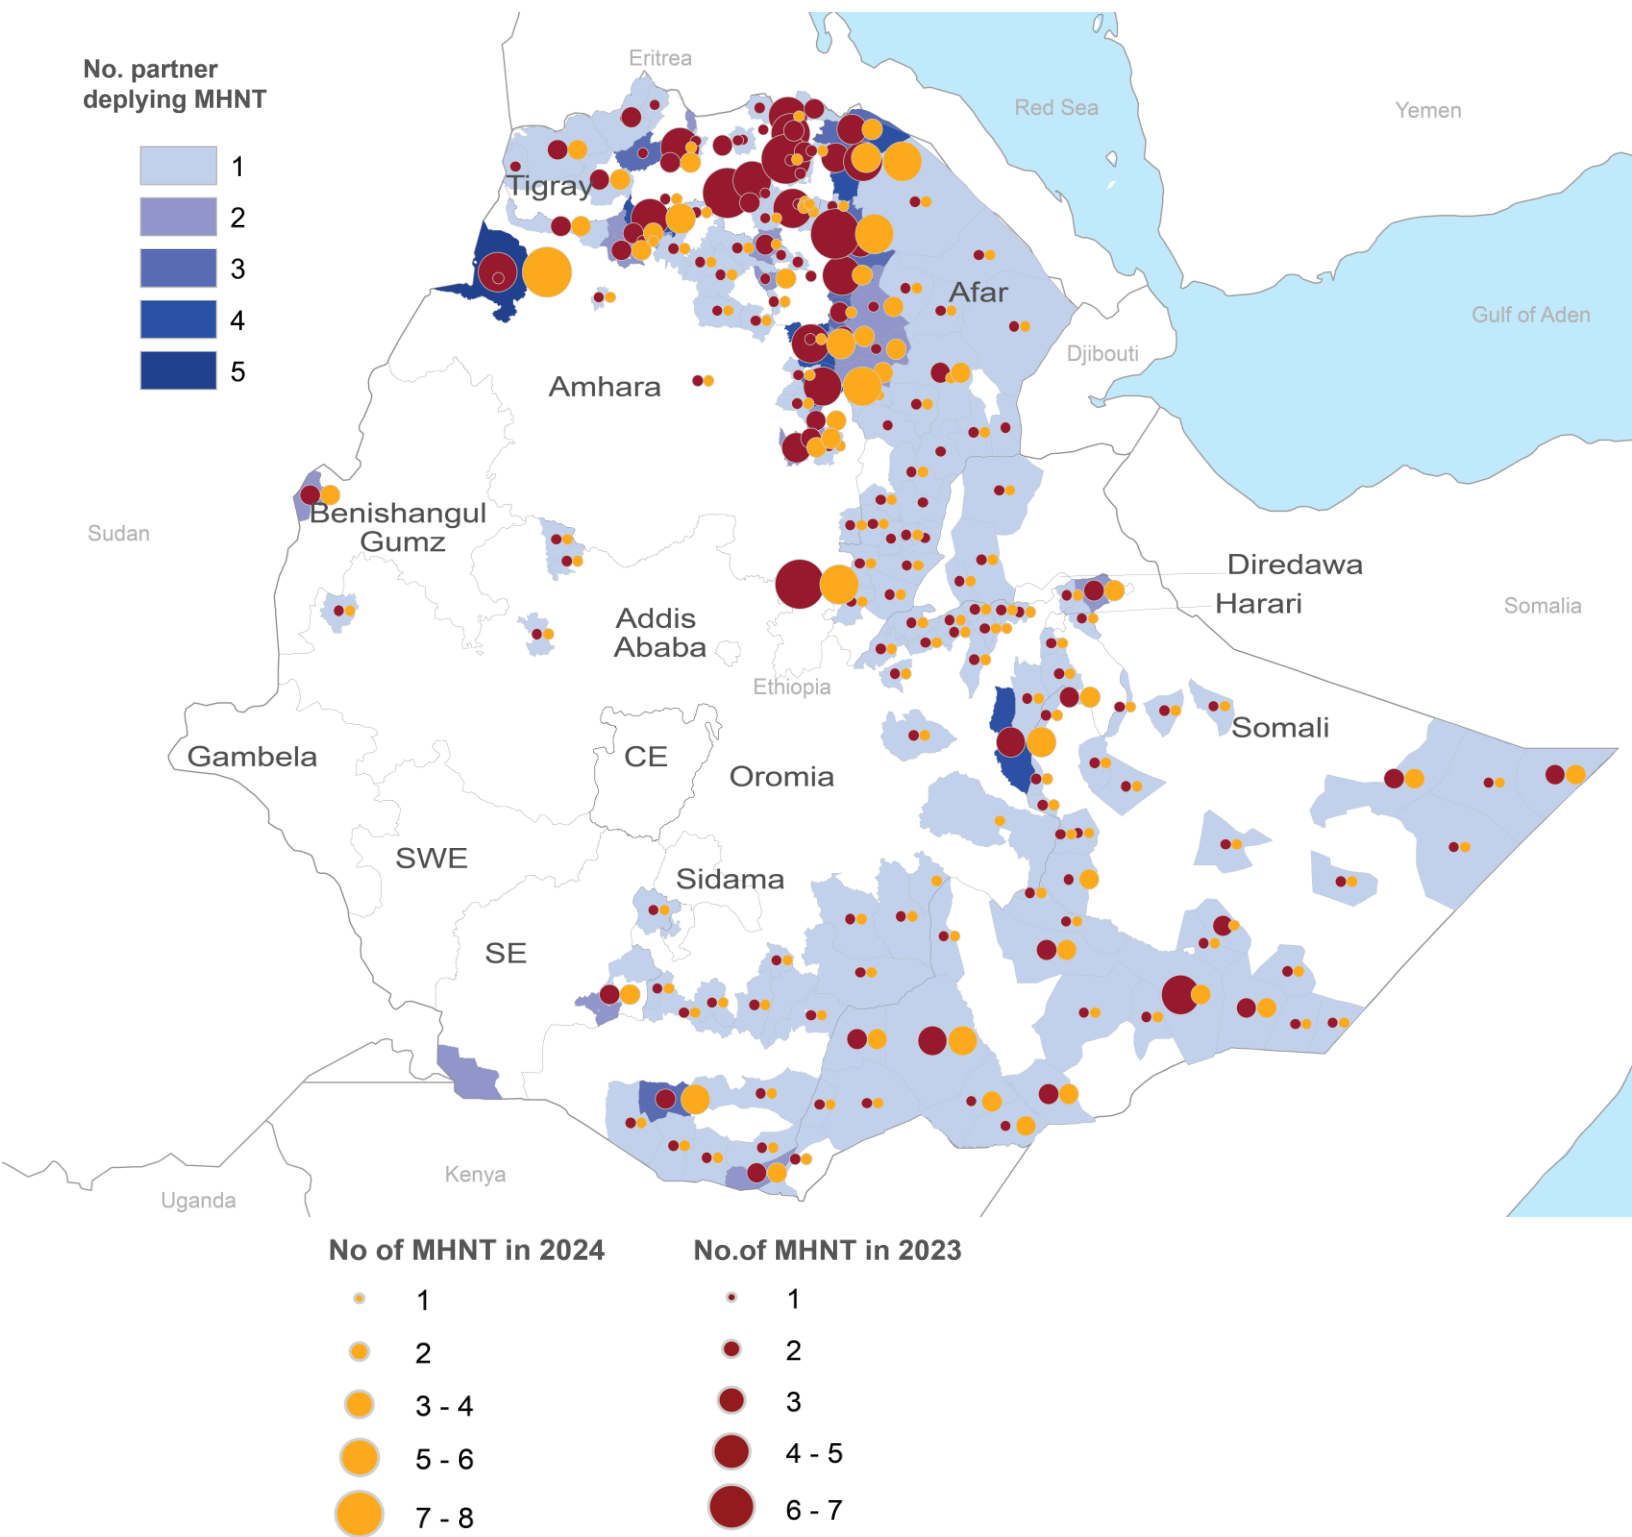 No. partner
deplying MHNT
1
2
3
4
5
Eritrea
Red Sea
Yemen
Tigray
Afar
Gulf of Aden
Djibouti
Amhara
Sudan
Benishangul
Gumz
Diredawa
Harari
Somalia
Addis
Ababa
Ethiopia
Gambela
CE
Oromia
Somali
SWE
Sidama
SE
Kenya
Uganda
No of MHNT in 2024
1
2
3 - 4
5 - 6
7 - 8
No.of MHNT in 2023
1
2
3
4 - 5
6 - 7